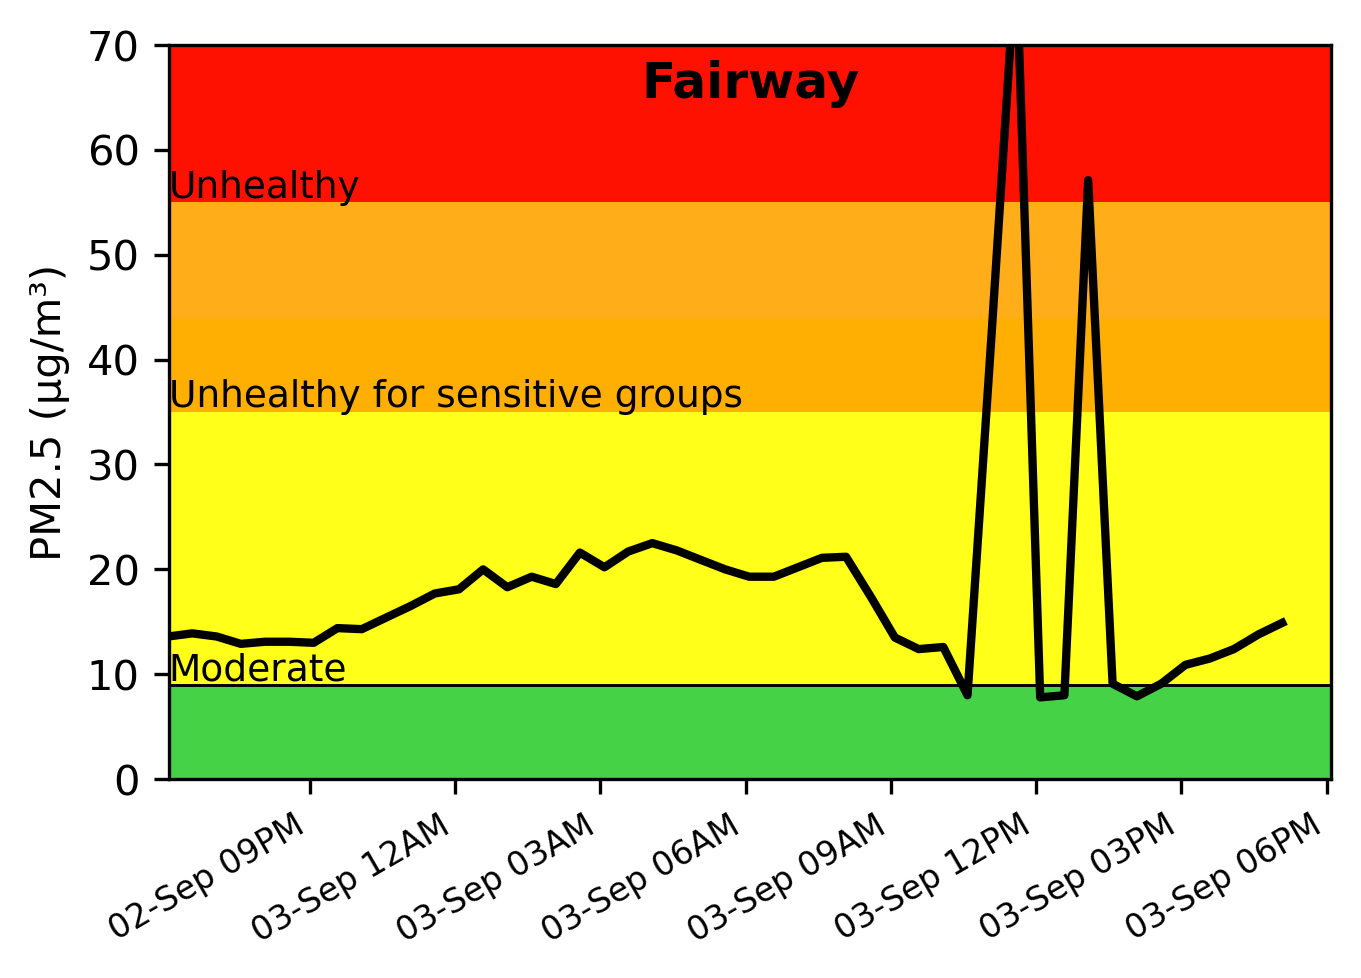 Fairway
PM2.5 (µg/m³)
70
60
50
40
30
20
10
0
Unhealthy
Unhealthy for sensitive groups
Moderate
02-Sep 09PM
03-Sep 12AM
03-Sep 03AM
03-Sep 06AM
03-Sep 09AM
03-Sep 12PM
03-Sep 03PM
03-Sep 06PM